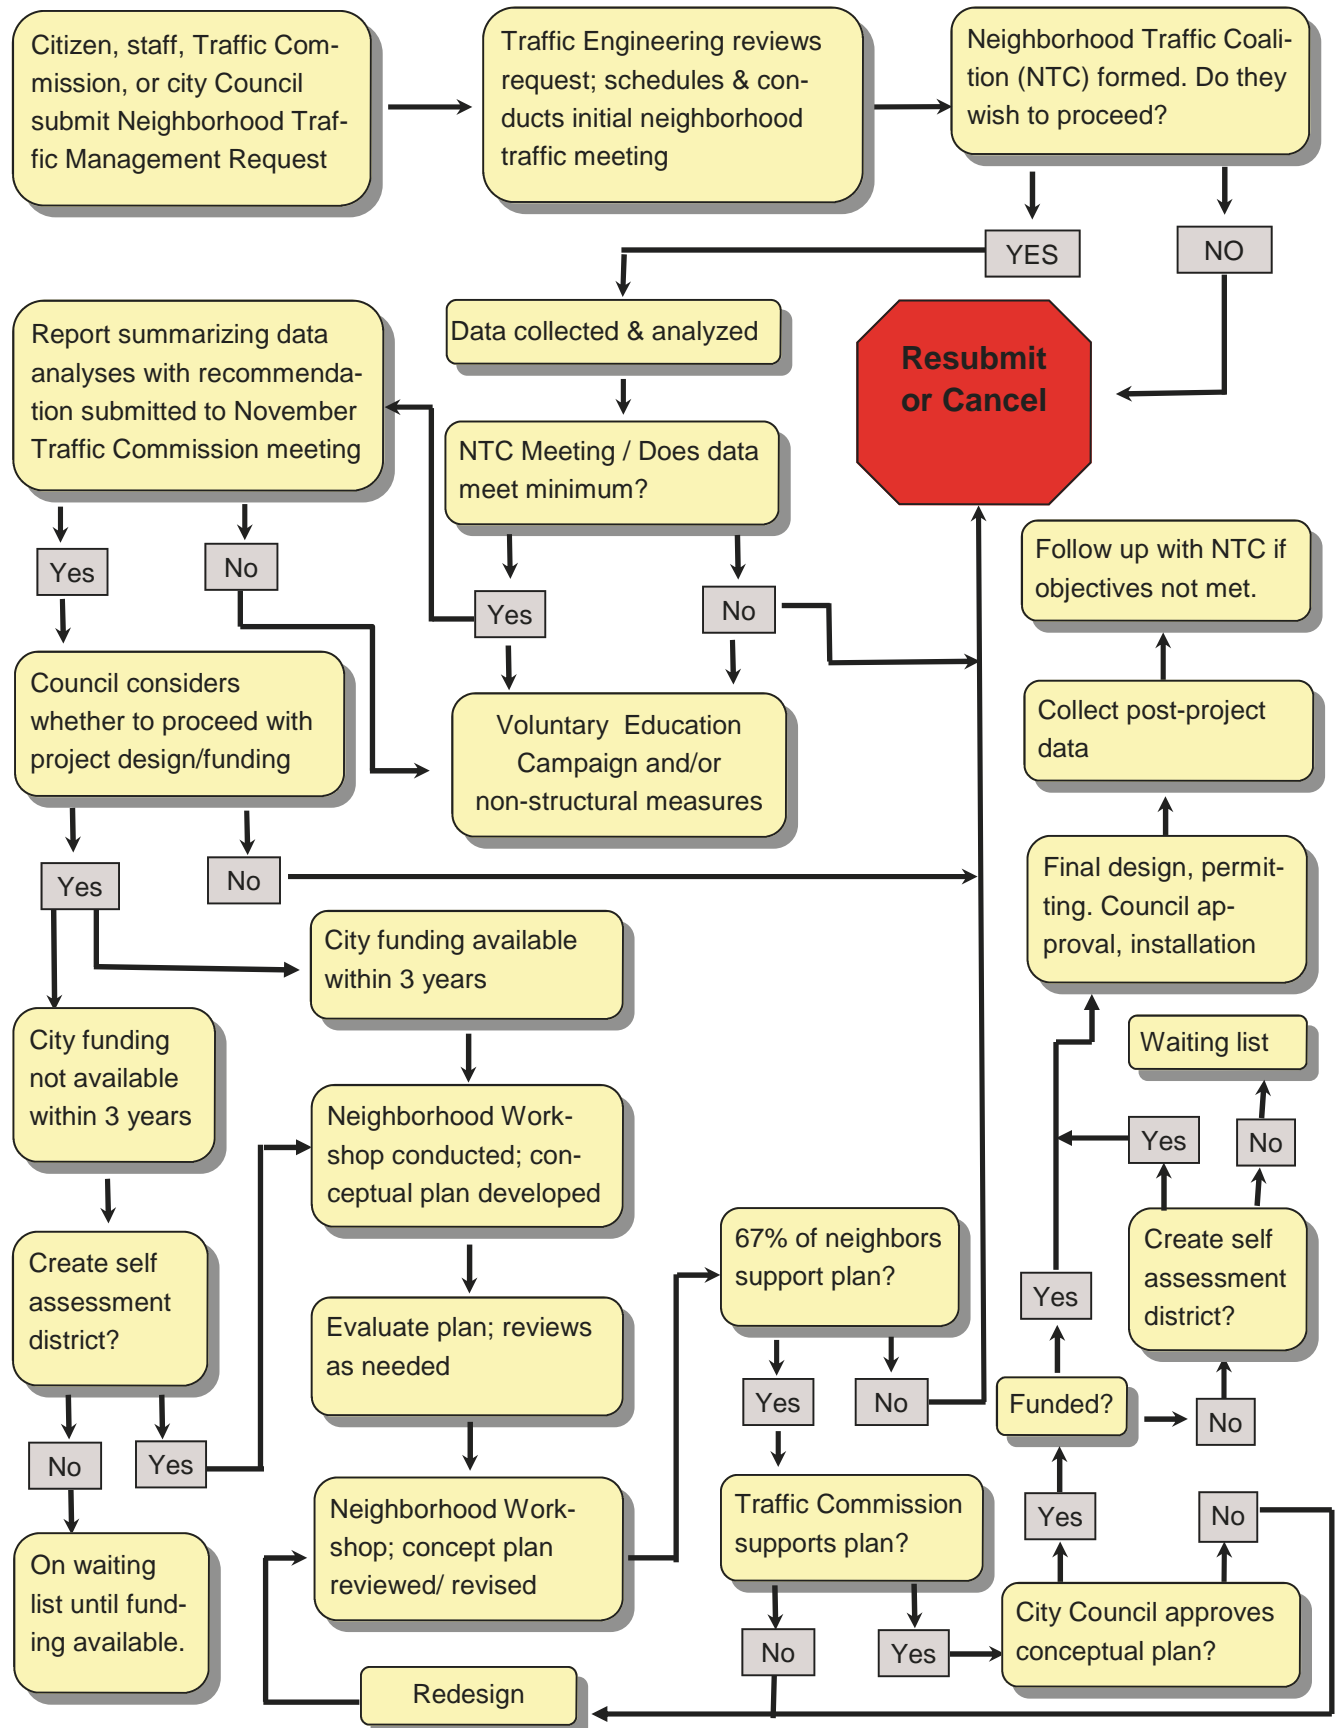 Citizen, staff, Traffic Com-
mission, or city Council
submit Neighborhood Traf-
fic Management Request
Traffic Engineering reviews
request; schedules & con-
ducts initial neighborhood
traffic meeting
Neighborhood Traffic Coali-
tion (NTC) formed. Do they
wish to proceed?
YES
NO
Data collected & analyzed
Resubmit
or Cancel
Report summarizing data
analyses with recommenda-
tion submitted to November
Traffic Commission meeting
NTC Meeting / Does data
meet minimum?
Yes
No
Yes
No
Follow up with NTC if
objectives not met.
Council considers
whether to proceed with
project design/funding
Voluntary Education
Campaign and/or
non-structural measures
Collect post-project
data
Yes
No
Final design, permit-
ting. Council ap-
proval, installation
City funding available
within 3 years
City funding
not available
within 3 years
Waiting list
Neighborhood Work-
shop conducted; con-
ceptual plan developed
Yes
No
Create self
assessment
district?
67% of neighbors
support plan?
Create self
assessment
district?
Yes
Evaluate plan; reviews
as needed
Yes
No
Funded?
No
No
Yes
Neighborhood Work-
shop; concept plan
reviewed/ revised
Traffic Commission
supports plan?
Yes
No
On waiting
list until fund-
ing available.
No
Yes
City Council approves
conceptual plan?
Redesign